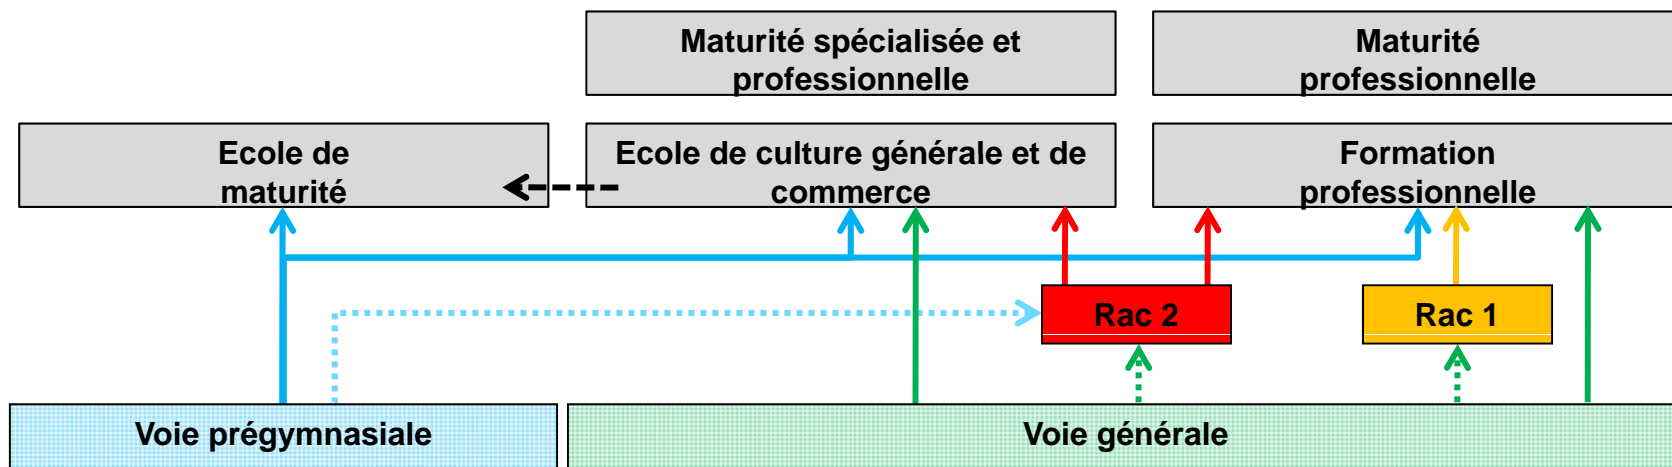 Maturité spécialisée et
professionnelle
Maturité
professionnelle
Ecole de
maturité
Ecole de culture générale et de
commerce
Formation
professionnelle
Rac 2
Rac 1
Voie prégymnasiale
Voie générale